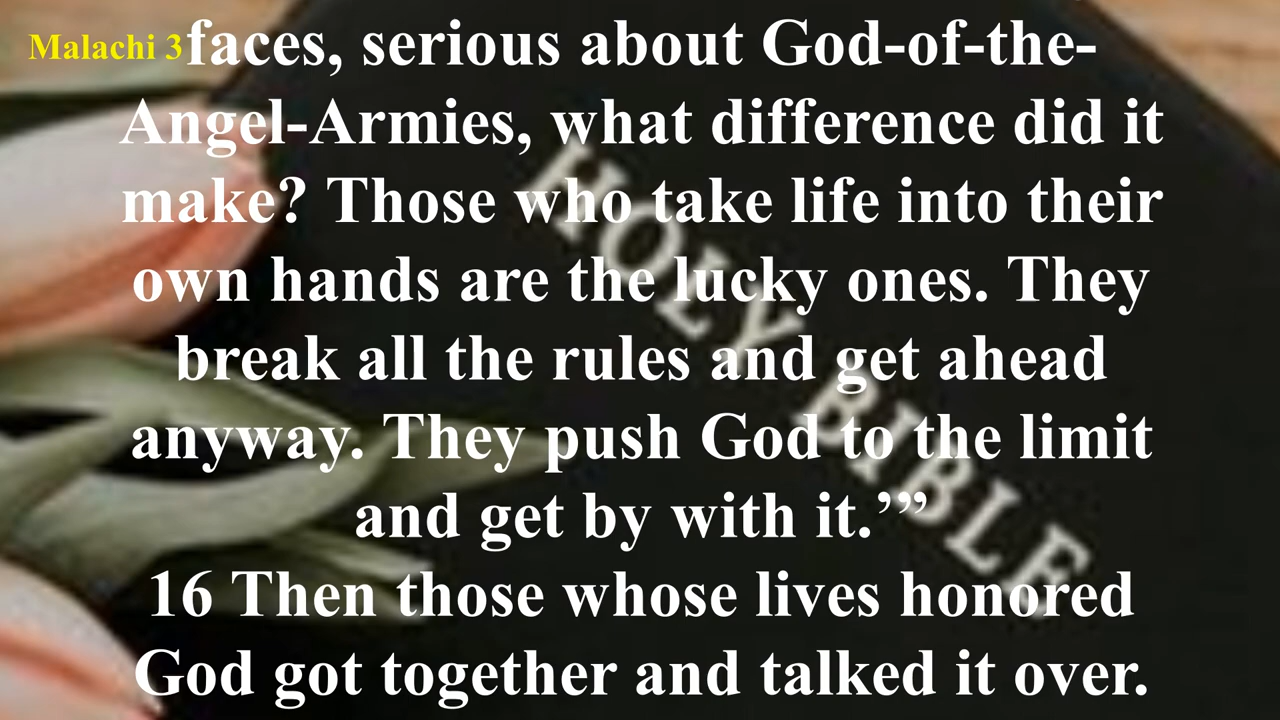 Malachi 3
faces, serious about God-of-the-
Angel-Armies, what difference did it
make? Those who take life into their
own hands are the lucky ones. They
break all the rules and get ahead
anyway. They push God to the limit
and get by with it.’”
16 Then those whose lives honored
God got together and talked it over.
HOLY BIBLE